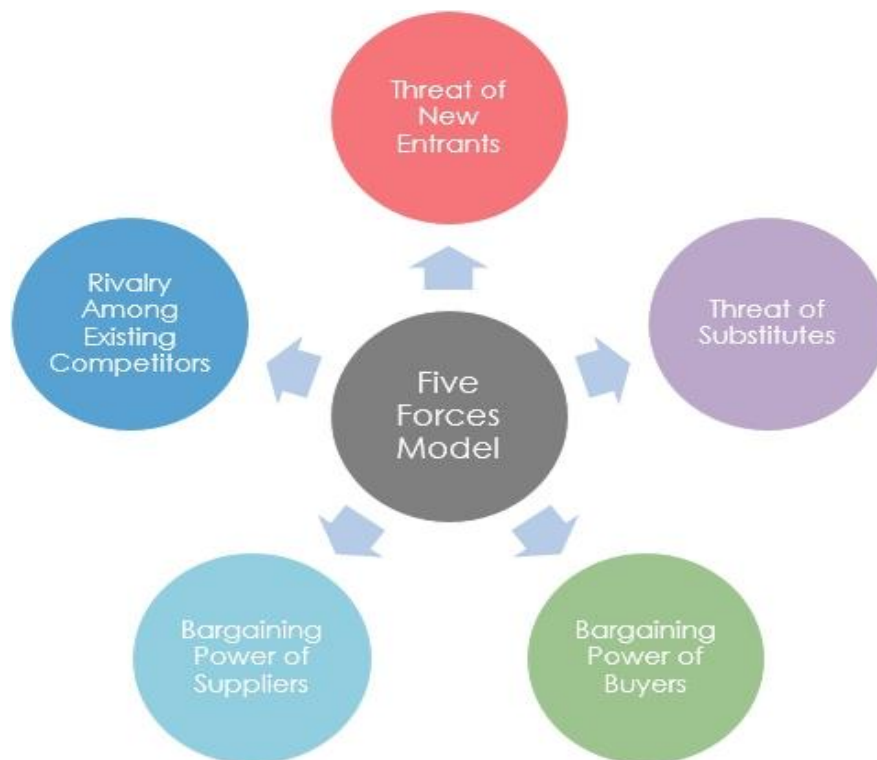 Threat of
New
Entrants
Rivalry
Among
Existing
Competitors
Threat of
Substitutes
Five
Forces
Model
Bargaining
Power of
Suppliers
Bargaining
Power of
Buyers